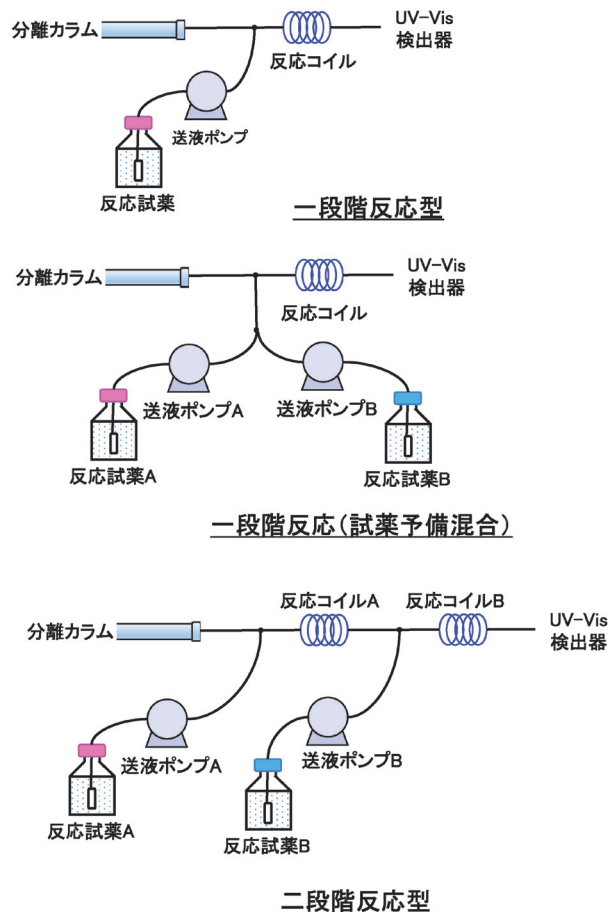 分離カラム
UV-Vis
検出器
反応コイル
送液ポンプ
反応試薬
一段階反応型
分離カラム
UV-Vis
検出器
反応コイル
送液ポンプA
送液ポンプB
反応試薬A
反応試薬B
一段階反応(試薬予備混合)
反応コイルA
反応コイルB
分離カラム
UV-Vis
検出器
送液ポンプA
送液ポンプB
反応試薬A
反応試薬B
二段階反応型